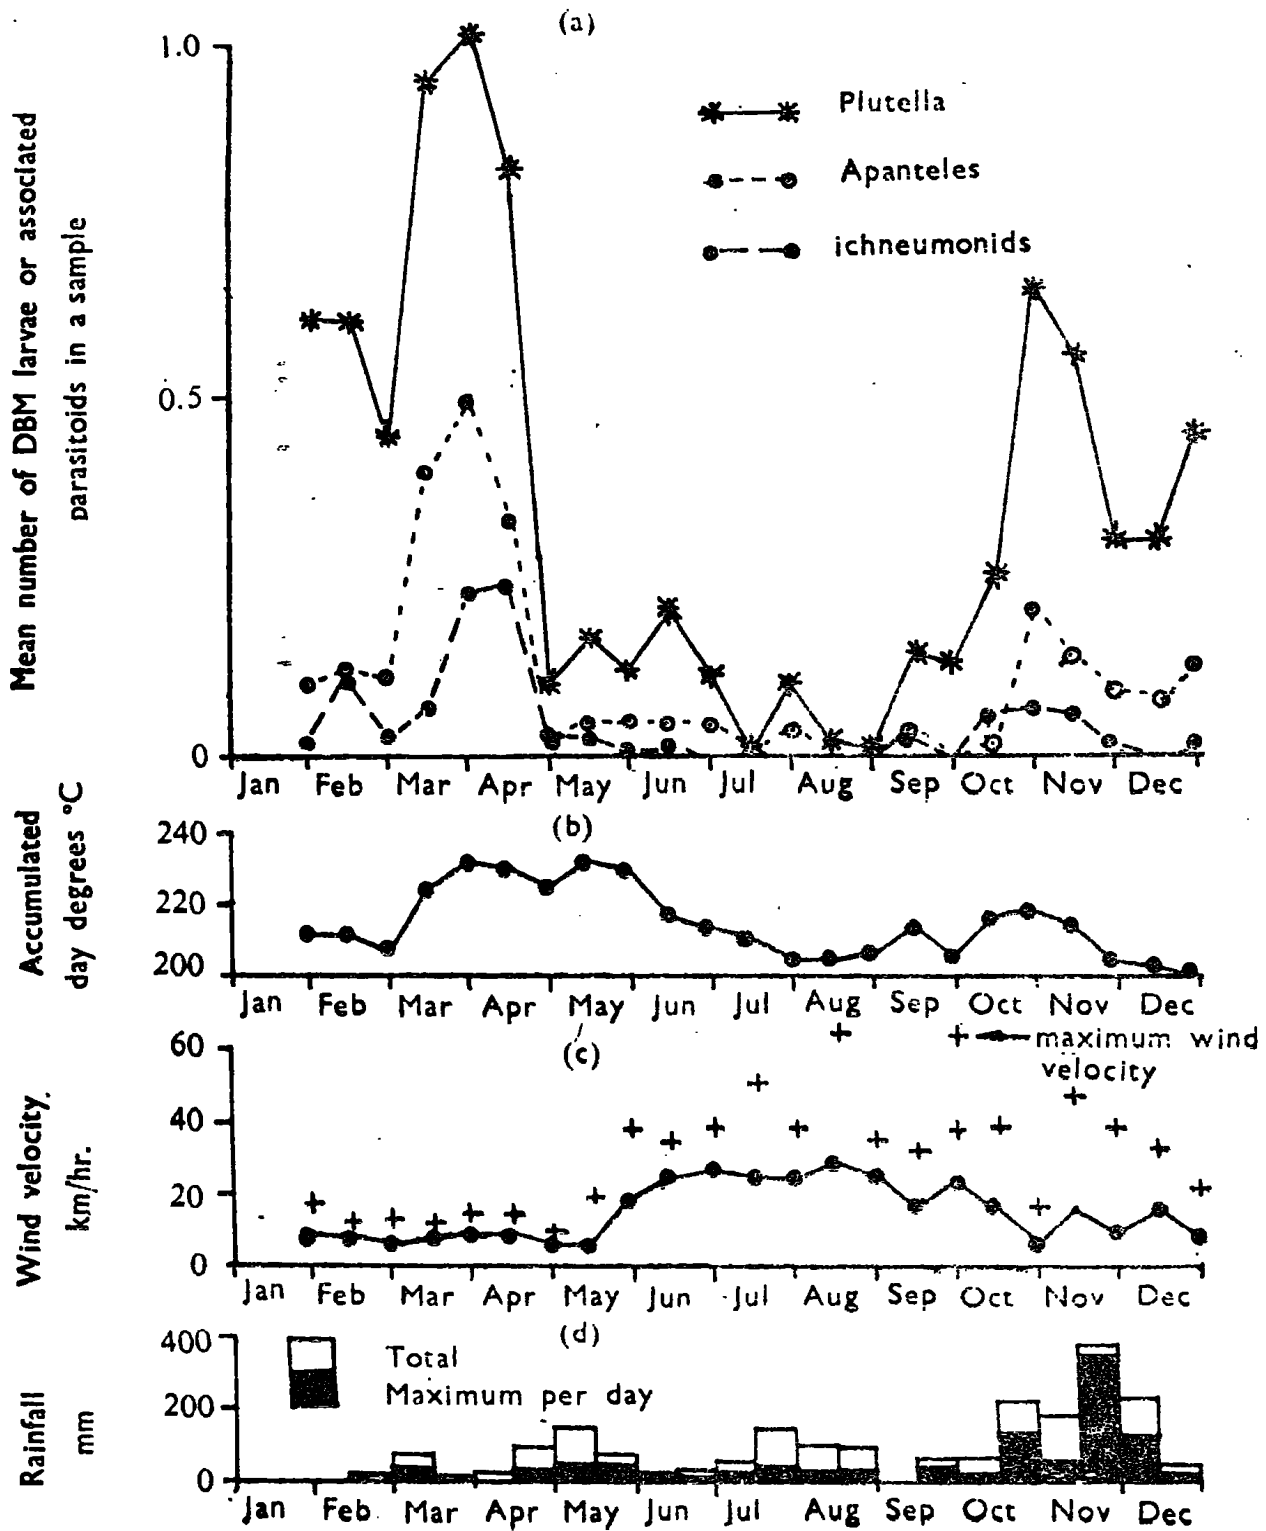 (a)
1.0
0.5
0
Mean number of DBM larvae or associated
parasitoids in a sample
Plutella
Apanteles
ichneumonids
Jan Feb Mar Apr May Jun Jul Aug Sep Oct Nov Dec
(b)
240
220
200
Accumulated
day degrees °C
Jan Feb Mar Apr May Jun Jul Aug Sep Oct Nov Dec
(c)
maximum wind
velocity
60
40
20
0
Wind velocity
km/hr.
Jan Feb Mar Apr May Jun Jul Aug Sep Oct Nov Dec
(d)
400
200
0
Rainfall
mm
Total
Maximum per day
Jan Feb Mar Apr May Jun Jul Aug Sep Oct Nov Dec